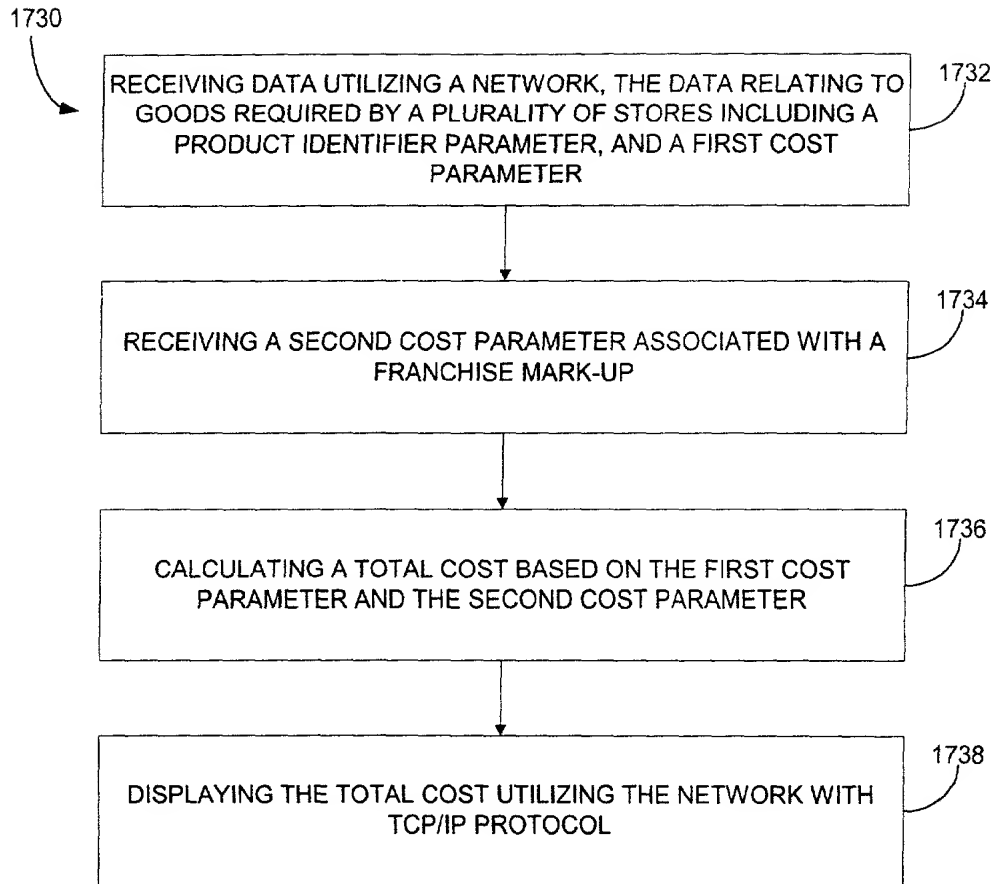 1730
RECEIVING DATA UTILIZING A NETWORK, THE DATA RELATING TO
GOODS REQUIRED BY A PLURALITY OF STORES INCLUDING A
PRODUCT IDENTIFIER PARAMETER, AND A FIRST COST
PARAMETER
1732
RECEIVING A SECOND COST PARAMETER ASSOCIATED WITH A
FRANCHISE MARK-UP
1734
CALCULATING A TOTAL COST BASED ON THE FIRST COST
PARAMETER AND THE SECOND COST PARAMETER
1736
DISPLAYING THE TOTAL COST UTILIZING THE NETWORK WITH
TCP/IP PROTOCOL
1738